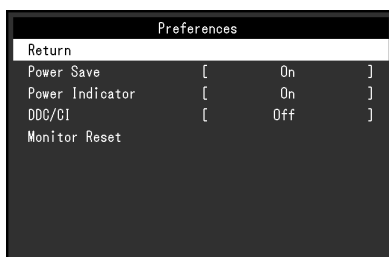 Preferences
Return
Power Save [ On ]
Power Indicator [ On ]
DDC/CI [ Off ]
Monitor Reset